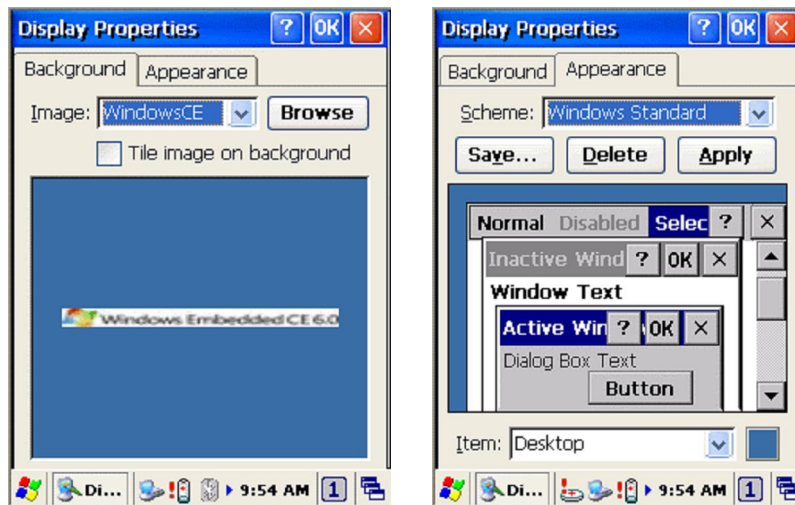 Display Properties ? OK ×
Background Appearance
Image: WindowsCE Browse
Tile image on background
Windows Embedded CE 6.0
Di... 9:54 AM 1
Display Properties ? OK ×
Background Appearance
Scheme: Windows Standard
Save... Delete Apply
Normal Disabled Selec ? ×
Inactive Wind ? OK ×
Window Text
Active Win ? OK ×
Dialog Box Text
Button
Item: Desktop
Di... 9:54 AM 1